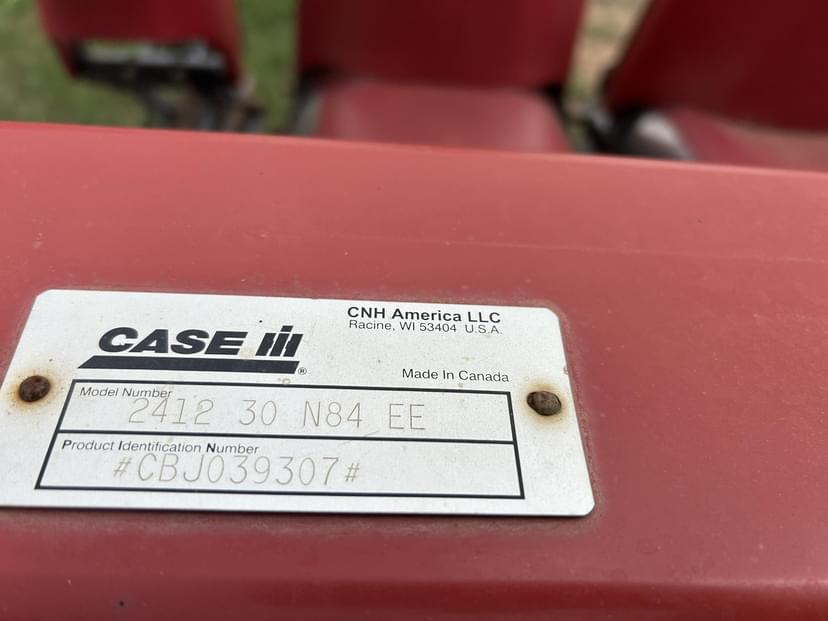 CASE IH®
CNH America LLC
Racine, WI 53404 U.S.A.
Made In Canada
Model Number
2412 30 N84 EE
Product Identification Number
#CBJ039307#